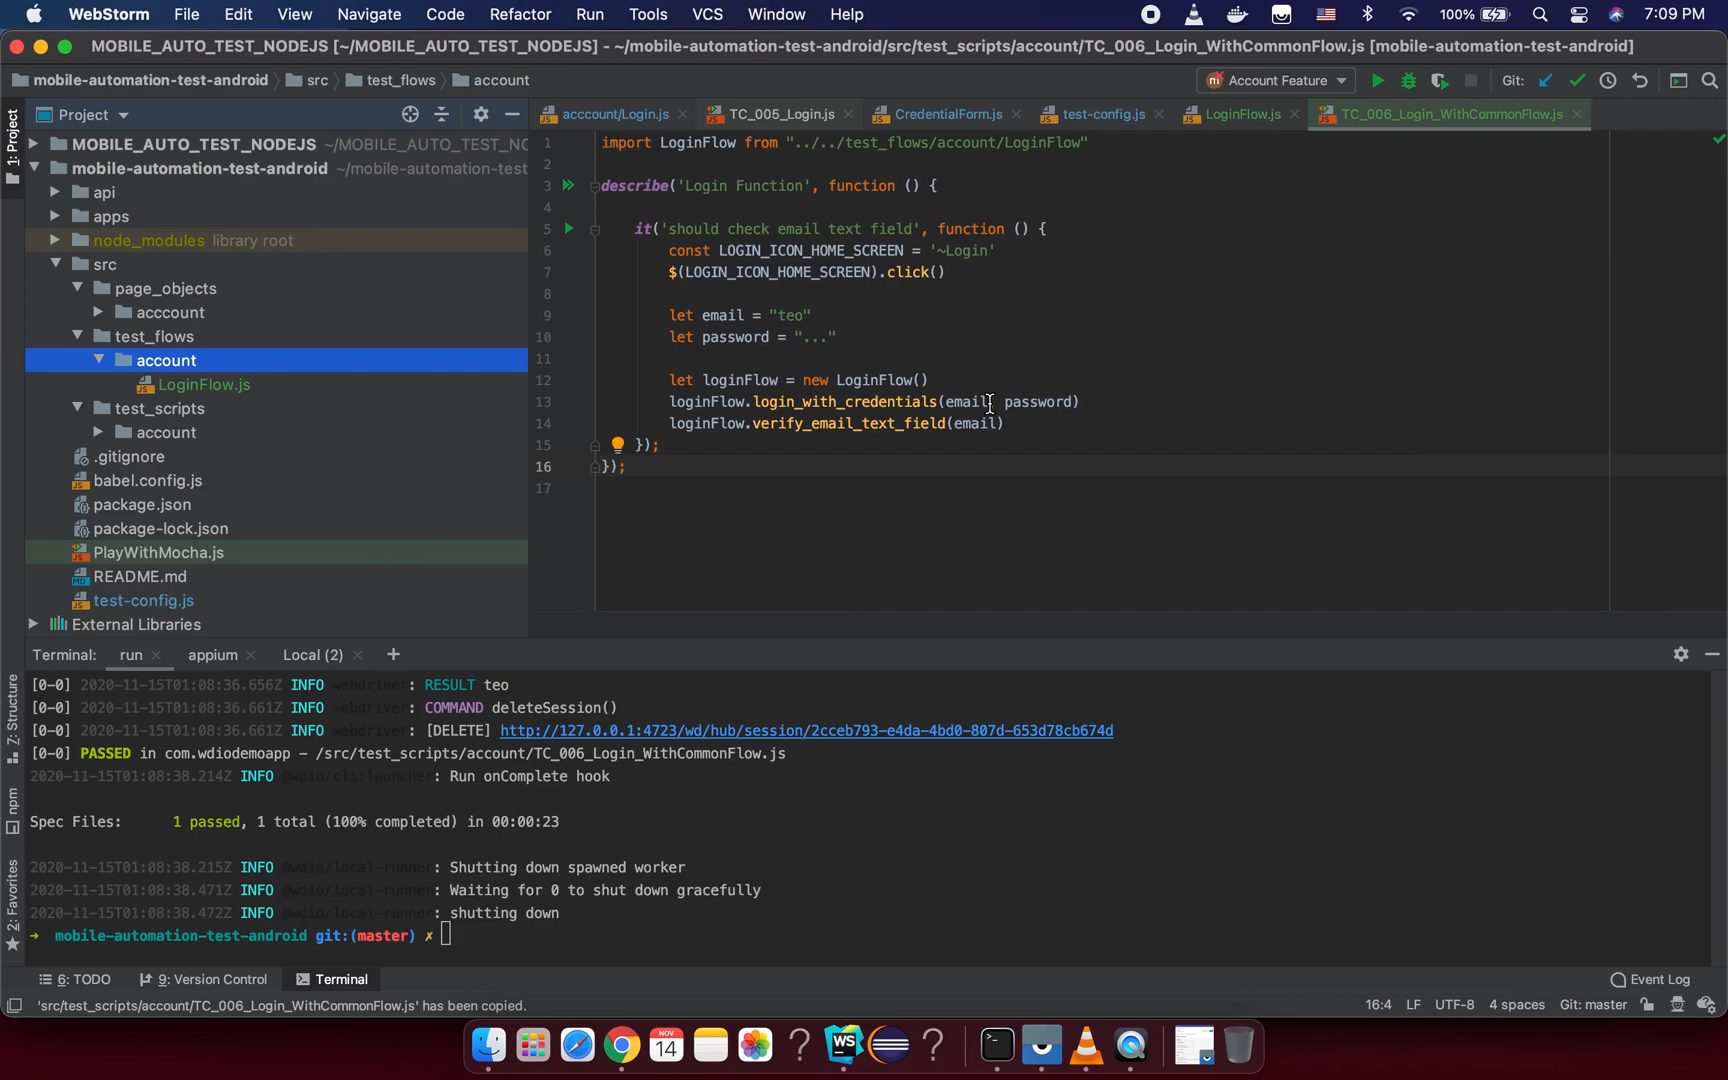 WebStorm File Edit View Navigate Code Refactor Run Tools VCS Window Help 100% 7:09 PM
MOBILE_AUTO_TEST_NODEJS [~/MOBILE_AUTO_TEST_NODEJS] - ~/mobile-automation-test-android/src/test_scripts/account/TC_006_Login_WithCommonFlow.js [mobile-automation-test-android]
mobile-automation-test-android src test_flows account Account Feature Git:
1: Project
Project
acccount/Login.js TC_005_Login.js CredentialForm.js test-config.js LoginFlow.js TC_006_Login_WithCommonFlow.js
MOBILE_AUTO_TEST_NODEJS ~/MOBILE_AUTO_TEST_NO
mobile-automation-test-android ~/mobile-automation-test
api
apps
node_modules library root
src
page_objects
acccount
test_flows
account
LoginFlow.js
test_scripts
account
.gitignore
babel.config.js
package.json
package-lock.json
PlayWithMocha.js
README.md
test-config.js
External Libraries
1 import LoginFlow from "../../test_flows/account/LoginFlow"
2
3 describe('Login Function', function () {
4
5 it('should check email text field', function () {
6 const LOGIN_ICON_HOME_SCREEN = '~Login'
7 $(LOGIN_ICON_HOME_SCREEN).click()
8
9 let email = "teo"
10 let password = "..."
11
12 let loginFlow = new LoginFlow()
13 loginFlow.login_with_credentials(email, password)
14 loginFlow.verify_email_text_field(email)
15 });
16 });
17
Terminal: run appium Local (2)
[0-0] 2020-11-15T01:08:36.656Z INFO webdriver: RESULT teo
[0-0] 2020-11-15T01:08:36.661Z INFO webdriver: COMMAND deleteSession()
[0-0] 2020-11-15T01:08:36.661Z INFO webdriver: [DELETE] http://127.0.0.1:4723/wd/hub/session/2cceb793-e4da-4bd0-807d-653d78cb674d
[0-0] PASSED in com.wdiodemoapp - /src/test_scripts/account/TC_006_Login_WithCommonFlow.js
2020-11-15T01:08:38.214Z INFO @wdio/cli:launcher: Run onComplete hook
Spec Files: 1 passed, 1 total (100% completed) in 00:00:23
2020-11-15T01:08:38.215Z INFO @wdio/local-runner: Shutting down spawned worker
2020-11-15T01:08:38.471Z INFO @wdio/local-runner: Waiting for 0 to shut down gracefully
2020-11-15T01:08:38.472Z INFO @wdio/local-runner: shutting down
→ mobile-automation-test-android git:(master) ✗
Z: Structure
npm
2: Favorites
6: TODO 9: Version Control Terminal Event Log
'src/test_scripts/account/TC_006_Login_WithCommonFlow.js' has been copied. 16:4 LF UTF-8 4 spaces Git: master
NOV
14
WS